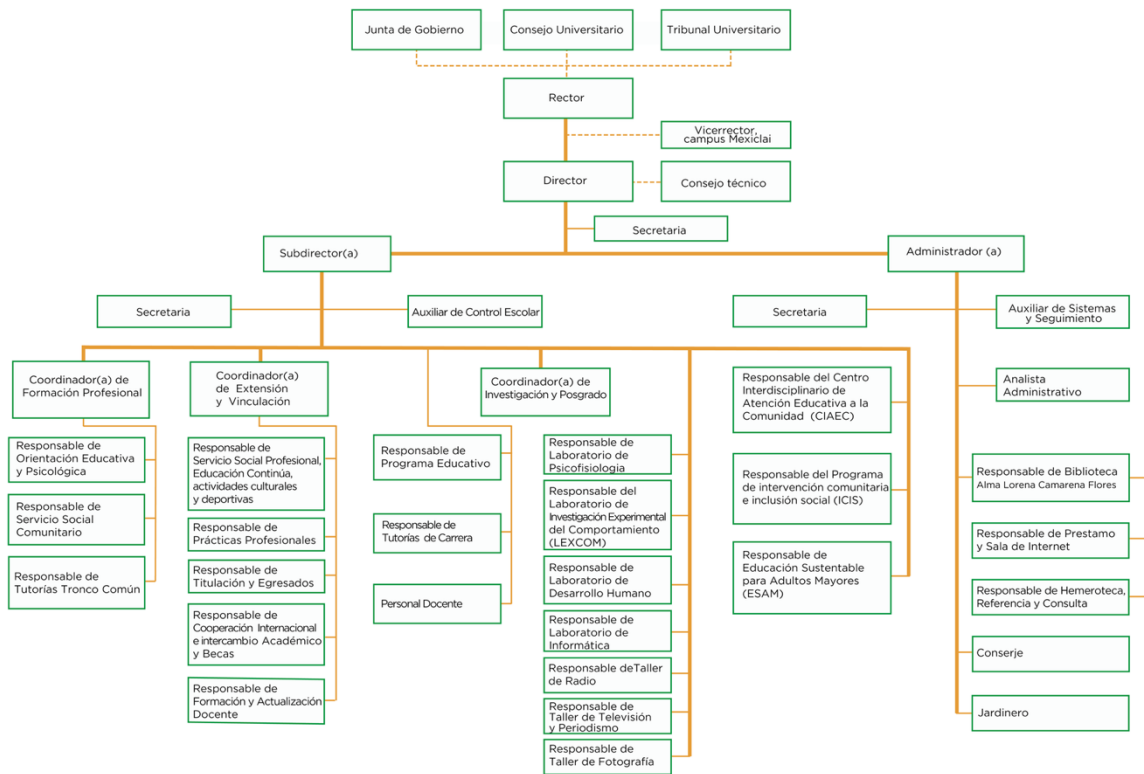 Junta de Gobierno
Consejo Universitario
Tribunal Universitario
Rector
Vicerrector,
campus Mexiclai
Director
Consejo técnico
Secretaria
Subdirector(a)
Administrador (a)
Secretaria
Auxiliar de Control Escolar
Secretaria
Auxiliar de Sistemas
y Seguimiento
Coordinador(a) de
Formación Profesional
Coordinador(a)
de Extensión
y Vinculación
Coordinador(a) de
Investigación y Posgrado
Responsable del Centro
Interdisciplinario de
Atención Educativa a la
Comunidad (CIAEC)
Analista
Administrativo
Responsable de
Orientación Educativa
y Psicológica
Responsable de
Servicio Social
Comunitario
Responsable de
Tutorías Tronco Común
Responsable de
Servicio Social Profesional,
Educación Continúa,
actividades culturales
y deportivas
Responsable de
Prácticas Profesionales
Responsable de
Titulación y Egresados
Responsable de
Cooperación Internacional
e intercambio Académico
y Becas
Responsable de
Formación y Actualización
Docente
Responsable de
Programa Educativo
Responsable de
Tutorías de Carrera
Personal Docente
Responsable de
Laboratorio de
Psicofisiologia
Responsable del
Laboratorio de
Investigación Experimental
del Comportamiento
(LEXCOM)
Responsable de
Laboratorio de
Desarrollo Humano
Responsable de
Laboratorio de
Informática
Responsable deTaller
de Radio
Responsable de
Taller de Televisión
y Periodismo
Responsable de
Taller de Fotografía
Responsable del Programa
de intervención comunitaria
e inclusión social (ICIS)
Responsable de
Educación Sustentable
para Adultos Mayores
(ESAM)
Responsable de Biblioteca
Alma Lorena Camarena Flores
Responsable de Prestamo
y Sala de Internet
Responsable de Hemeroteca,
Referencia y Consulta
Conserje
Jardinero